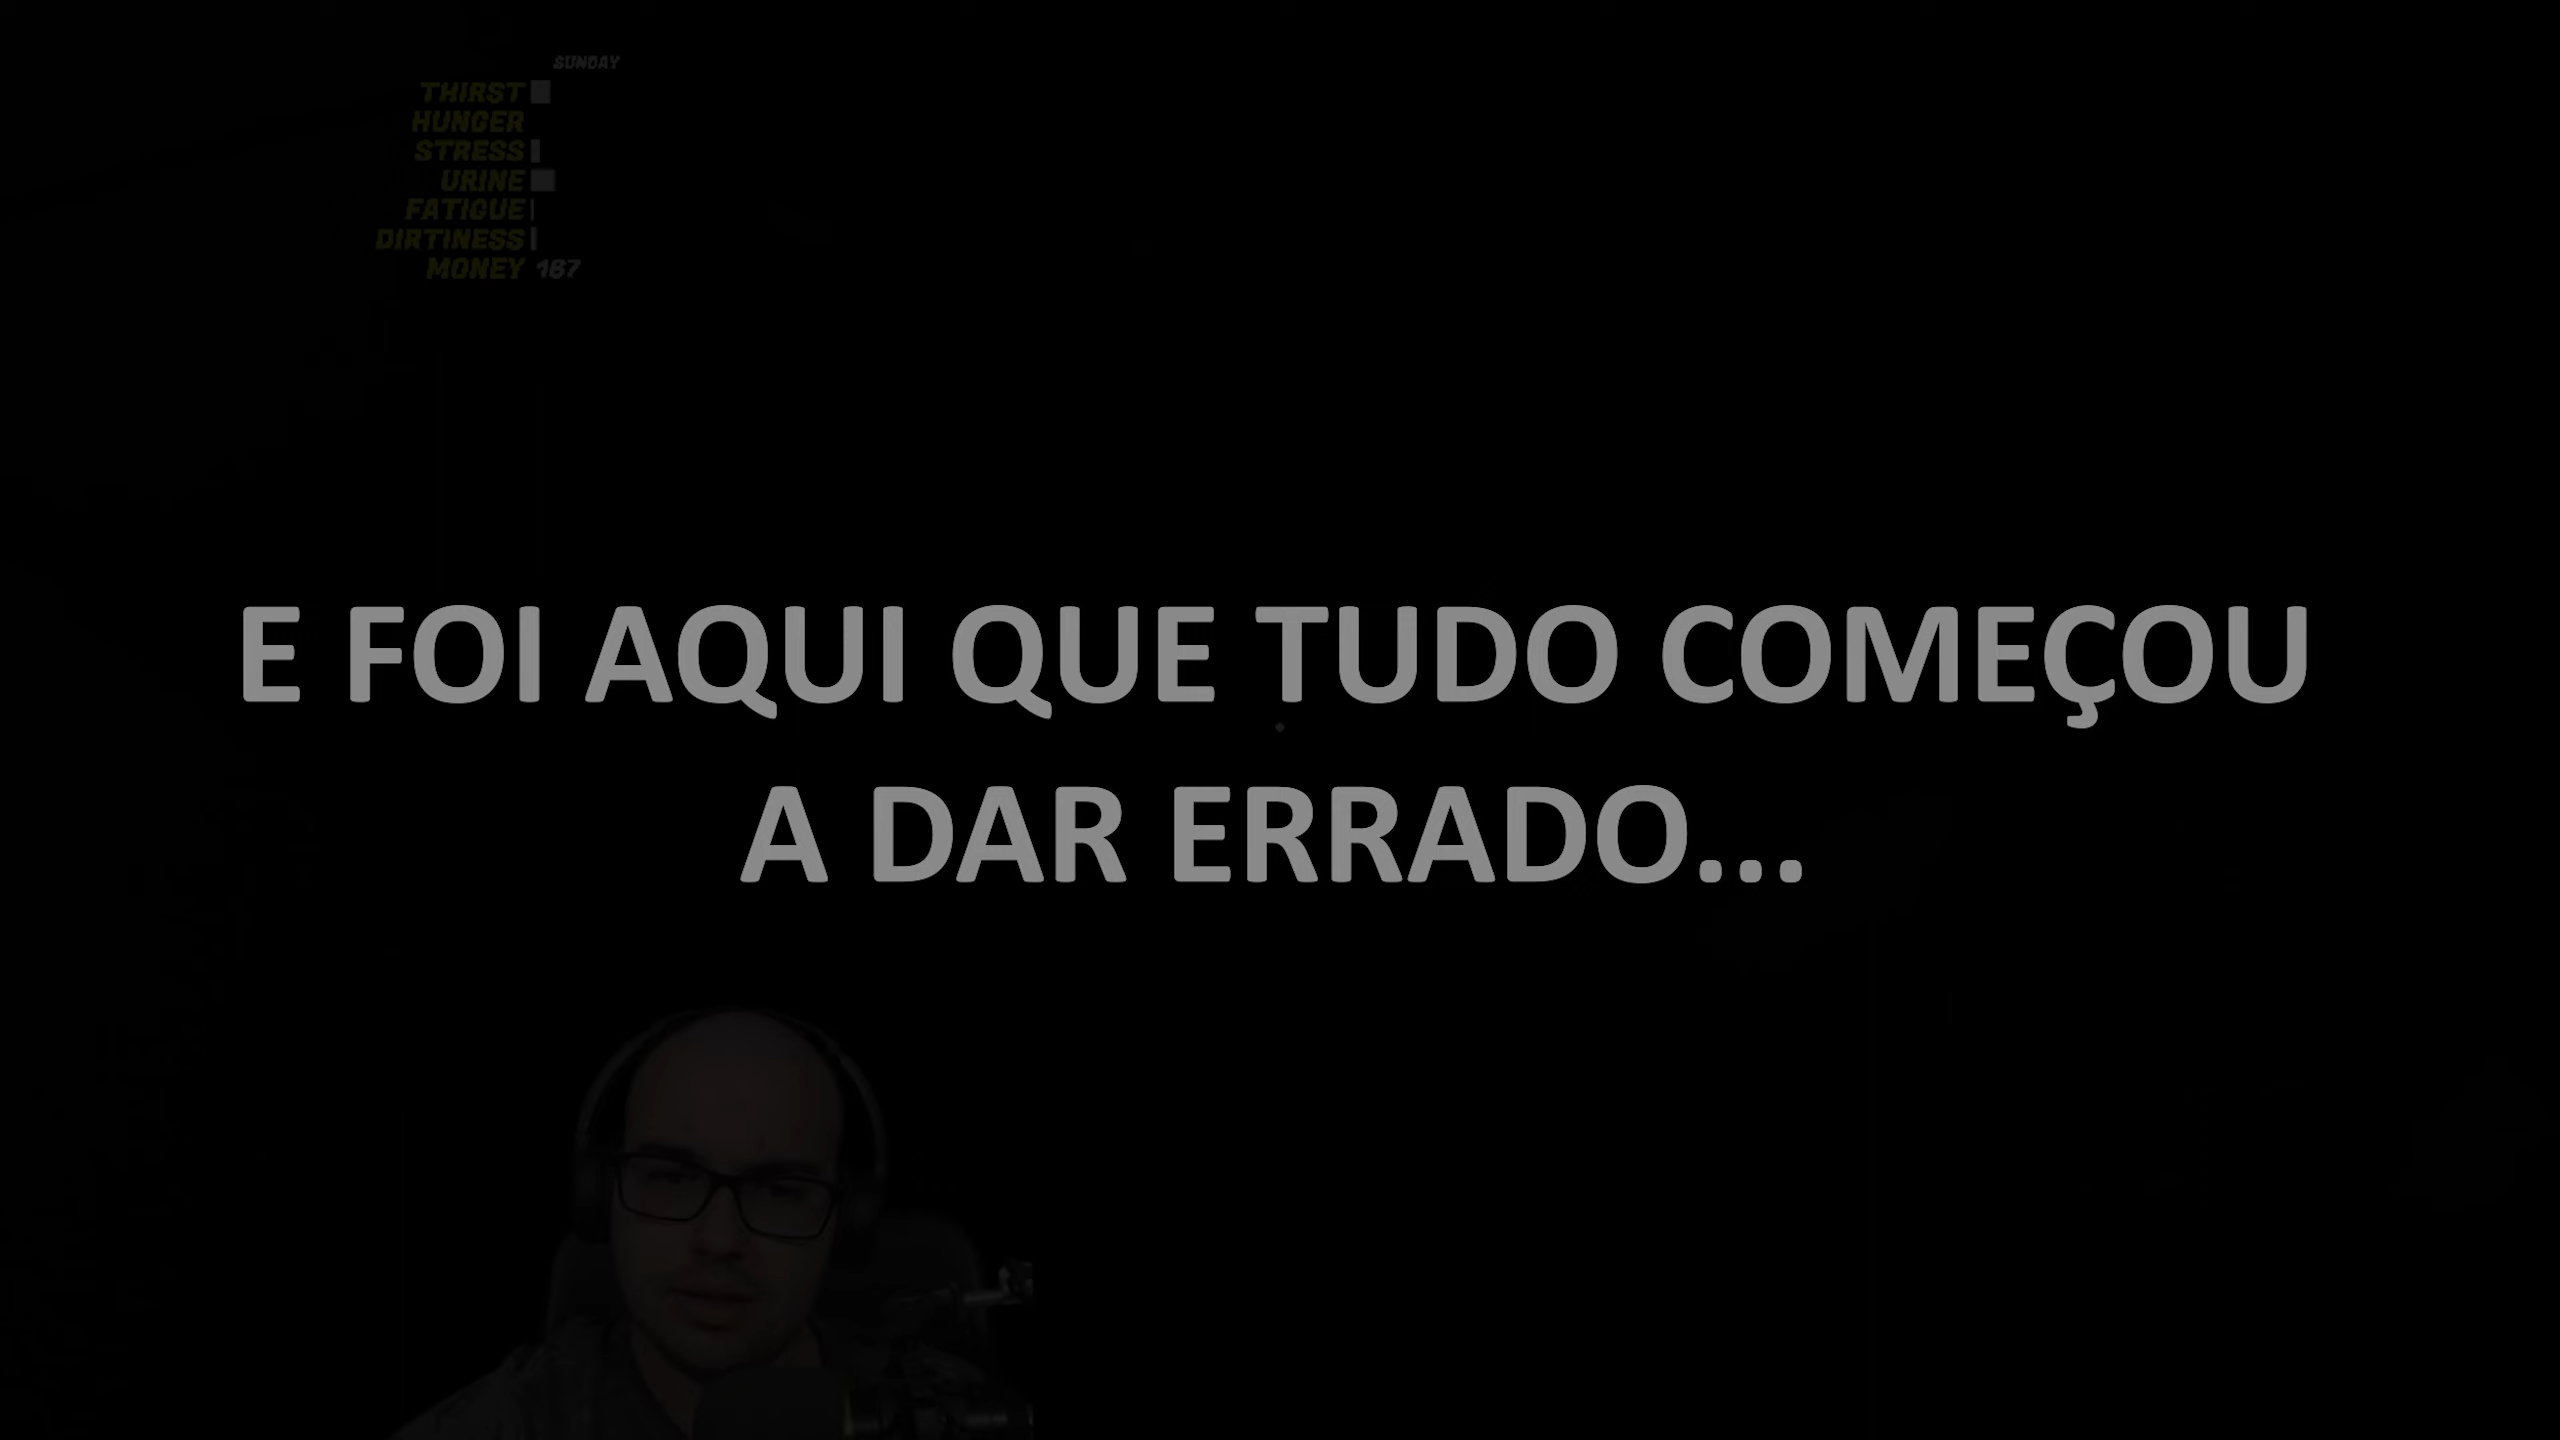 SUNDAY
THIRST
HUNGER
STRESS
URINE
FATIGUE
DIRTINESS
MONEY 187
E FOI AQUI QUE TUDO COMEÇOU
A DAR ERRADO...